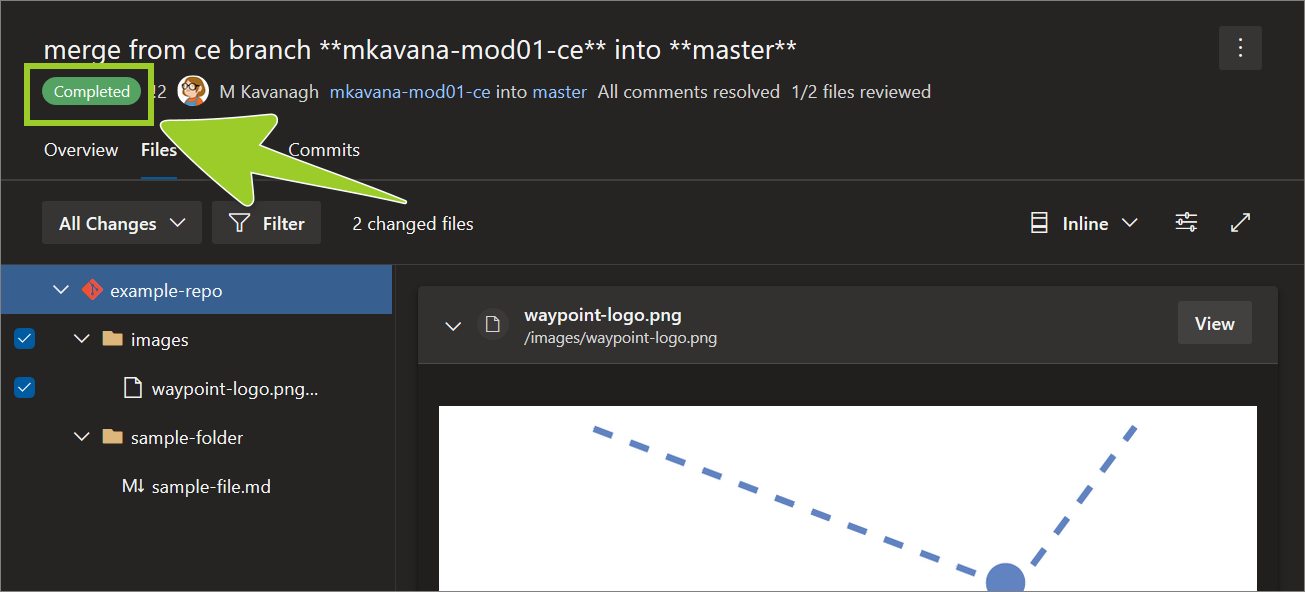 merge from ce branch **mkavana-mod01-ce** into **master**
Completed !2 M Kavanagh mkavana-mod01-ce into master All comments resolved 1/2 files reviewed
Overview Files Commits
All Changes Filter 2 changed files Inline
example-repo
waypoint-logo.png
/images/waypoint-logo.png
View
images
waypoint-logo.png...
sample-folder
M↓ sample-file.md